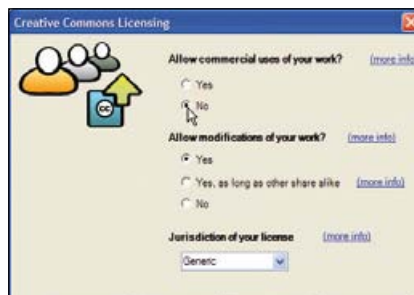 Creative Commons Licensing
Allow commercial uses of your work? (more info)
Yes
No
Allow modifications of your work? (more info)
Yes
Yes, as long as other share alike (more info)
No
Jurisdiction of your license (more info)
Generic
cc